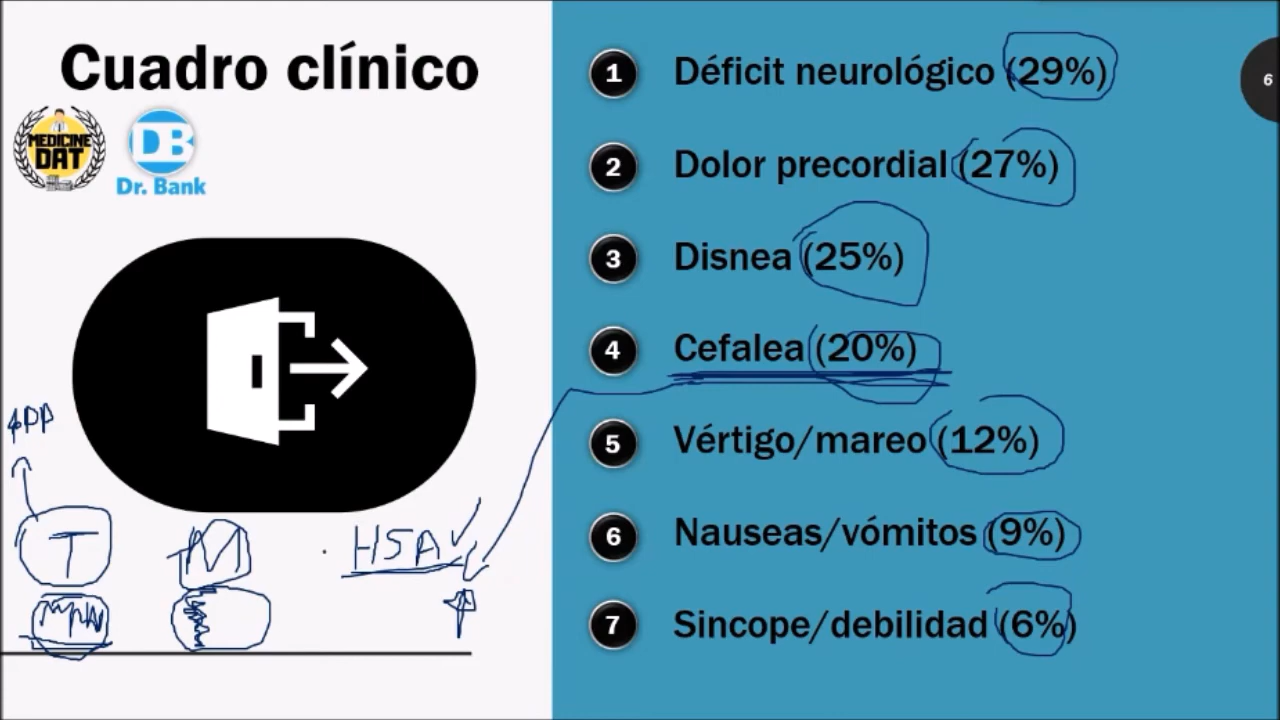 Cuadro clínico
MEDICINE
DAT
DB
Dr. Bank
1 Déficit neurológico (29%)
2 Dolor precordial (27%)
3 Disnea (25%)
4 Cefalea (20%)
5 Vértigo/mareo (12%)
6 Nauseas/vómitos (9%)
7 Sincope/debilidad (6%)
6
T
M
HSA